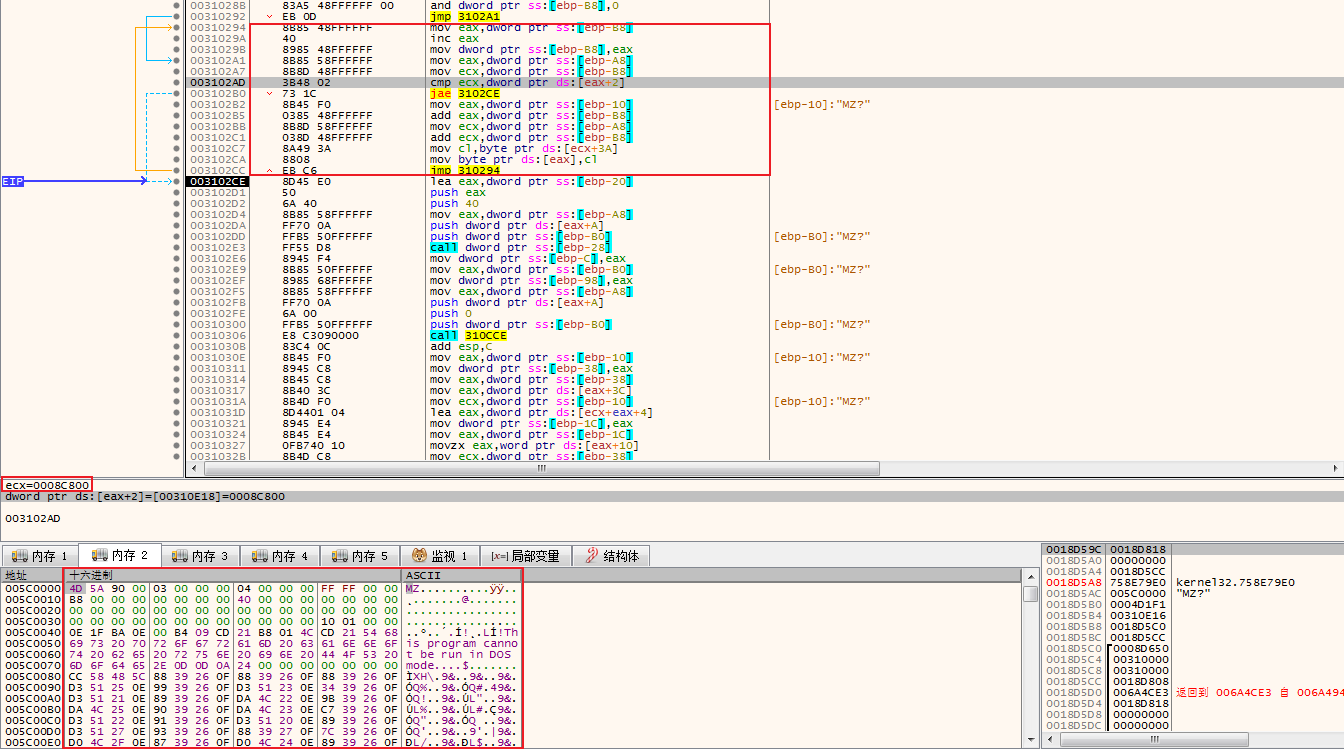 0031028B 83A5 48FFFFFF 00 and dword ptr ss:[ebp-B8],0
00310292 EB 0D jmp 3102A1
00310294 8B85 48FFFFFF mov eax,dword ptr ss:[ebp-B8]
0031029A 40 inc eax
0031029B 8985 48FFFFFF mov dword ptr ss:[ebp-B8],eax
003102A1 8B85 58FFFFFF mov eax,dword ptr ss:[ebp-A8]
003102A7 8B8D 48FFFFFF mov ecx,dword ptr ss:[ebp-B8]
003102AD 3B48 02 cmp ecx,dword ptr ds:[eax+2]
003102B0 73 1C jae 3102CE
003102B2 8B45 F0 mov eax,dword ptr ss:[ebp-10] [ebp-10]:"MZ?"
003102B5 0385 48FFFFFF add eax,dword ptr ss:[ebp-B8]
003102BB 8B8D 58FFFFFF mov ecx,dword ptr ss:[ebp-A8]
003102C1 038D 48FFFFFF add ecx,dword ptr ss:[ebp-B8]
003102C7 8A49 3A mov cl,byte ptr ds:[ecx+3A]
003102CA 8808 mov byte ptr ds:[eax],cl
003102CC EB C6 jmp 310294
EIP 003102CE 8D45 E0 lea eax,dword ptr ss:[ebp-20]
003102D1 50 push eax
003102D2 6A 40 push 40
003102D4 8B85 58FFFFFF mov eax,dword ptr ss:[ebp-A8]
003102DA FF70 0A push dword ptr ds:[eax+A]
003102DD FFB5 50FFFFFF push dword ptr ss:[ebp-B0] [ebp-B0]:"MZ?"
003102E3 FF55 D8 call dword ptr ss:[ebp-28]
003102E6 8945 F4 mov dword ptr ss:[ebp-C],eax
003102E9 8B85 50FFFFFF mov eax,dword ptr ss:[ebp-B0] [ebp-B0]:"MZ?"
003102EF 8985 68FFFFFF mov dword ptr ss:[ebp-98],eax
003102F5 8B85 58FFFFFF mov eax,dword ptr ss:[ebp-A8]
003102FB FF70 0A push dword ptr ds:[eax+A]
003102FE 6A 00 push 0
00310300 FFB5 50FFFFFF push dword ptr ss:[ebp-B0] [ebp-B0]:"MZ?"
00310306 E8 C3090000 call 310CCE
0031030B 83C4 0C add esp,C
0031030E 8B45 F0 mov eax,dword ptr ss:[ebp-10] [ebp-10]:"MZ?"
00310311 8945 C8 mov dword ptr ss:[ebp-38],eax
00310314 8B45 C8 mov eax,dword ptr ss:[ebp-38]
00310317 8B40 3C mov eax,dword ptr ds:[eax+3C]
0031031A 8B4D F0 mov ecx,dword ptr ss:[ebp-10] [ebp-10]:"MZ?"
0031031D 8D4401 04 lea eax,dword ptr ds:[ecx+eax+4]
00310321 8945 E4 mov dword ptr ss:[ebp-1C],eax
00310324 8B45 E4 mov eax,dword ptr ss:[ebp-1C]
00310327 0FB740 10 movzx eax,word ptr ds:[eax+10]
0031032B 8B4D C8 mov ecx,dword ptr ss:[ebp-38]
ecx=0008C800
dword ptr ds:[eax+2]=[00310E18]=0008C800
003102AD
内存 1 内存 2 内存 3 内存 4 内存 5 监视 1 [x=] 局部变量 结构体
地址 十六进制 ASCII
005C0000 4D 5A 90 00 03 00 00 00 04 00 00 00 FF FF 00 00 MZ..........ÿÿ..
005C0010 B8 00 00 00 00 00 00 00 40 00 00 00 00 00 00 00 ¸.......@.......
005C0020 00 00 00 00 00 00 00 00 00 00 00 00 00 00 00 00 ................
005C0030 00 00 00 00 00 00 00 00 00 00 00 00 10 01 00 00 ................
005C0040 0E 1F BA 0E 00 B4 09 CD 21 B8 01 4C CD 21 54 68 ..º..´.Í!¸.LÍ!Th
005C0050 69 73 20 70 72 6F 67 72 61 6D 20 63 61 6E 6E 6F is program canno
005C0060 74 20 62 65 20 72 75 6E 20 69 6E 20 44 4F 53 20 t be run in DOS
005C0070 6D 6F 64 65 2E 0D 0D 0A 24 00 00 00 00 00 00 00 mode....$.......
005C0080 CC 58 48 5C 88 39 26 0F 88 39 26 0F 88 39 26 0F ÌXH\.9&..9&..9&.
005C0090 D3 51 25 0E 99 39 26 0F D3 51 23 0E 34 39 26 0F ÓQ%..9&.ÓQ#.49&.
005C00A0 D3 51 21 0E 89 39 26 0F DA 4C 22 0E 9B 39 26 0F ÓQ!..9&.ÚL"..9&.
005C00B0 DA 4C 25 0E 90 39 26 0F DA 4C 23 0E C7 39 26 0F ÚL%..9&.ÚL#.Ç9&.
005C00C0 D3 51 22 0E 91 39 26 0F D3 51 20 0E 89 39 26 0F ÓQ"..9&.ÓQ ..9&.
005C00D0 D3 51 27 0E 93 39 26 0F 88 39 27 0F 7C 39 26 0F ÓQ'..9&..9'.|9&.
005C00E0 D0 4C 2F 0E 87 39 26 0F D0 4C 24 0E 89 39 26 0F ÐL/..9&.ÐL$..9&.
0018D59C 0018D818
0018D5A0 00000000
0018D5A4 0018D5CC
0018D5A8 758E79E0 kernel32.758E79E0
0018D5AC 005C0000 "MZ?"
0018D5B0 0004D1F1
0018D5B4 00310E16
0018D5B8 0018D5C0
0018D5BC 0018D5CC
0018D5C0 0008D650
0018D5C4 00310000
0018D5C8 00310000
0018D5CC 0018D808
0018D5D0 006A4CE3 返回到 006A4CE3 自 006A494
0018D5D4 0018D818
0018D5D8 00000000
0018D5DC 00000000